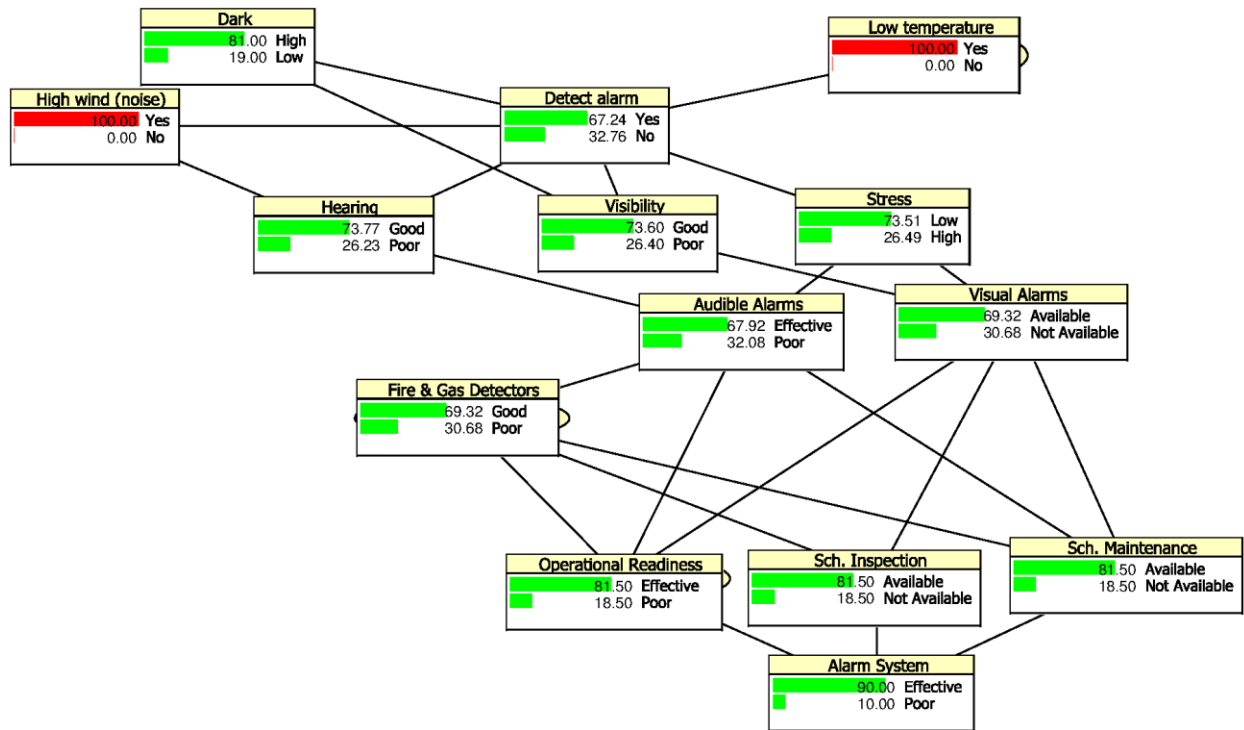 Dark
81.00 High
19.00 Low
Low temperature
100.00 Yes
0.00 No
High wind (noise)
100.00 Yes
0.00 No
Detect alarm
67.24 Yes
32.76 No
Hearing
73.77 Good
26.23 Poor
Visibility
73.60 Good
26.40 Poor
Stress
73.51 Low
26.49 High
Audible Alarms
67.92 Effective
32.08 Poor
Visual Alarms
69.32 Available
30.68 Not Available
Fire & Gas Detectors
69.32 Good
30.68 Poor
Operational Readiness
81.50 Effective
18.50 Poor
Sch. Inspection
81.50 Available
18.50 Not Available
Sch. Maintenance
81.50 Available
18.50 Not Available
Alarm System
90.00 Effective
10.00 Poor